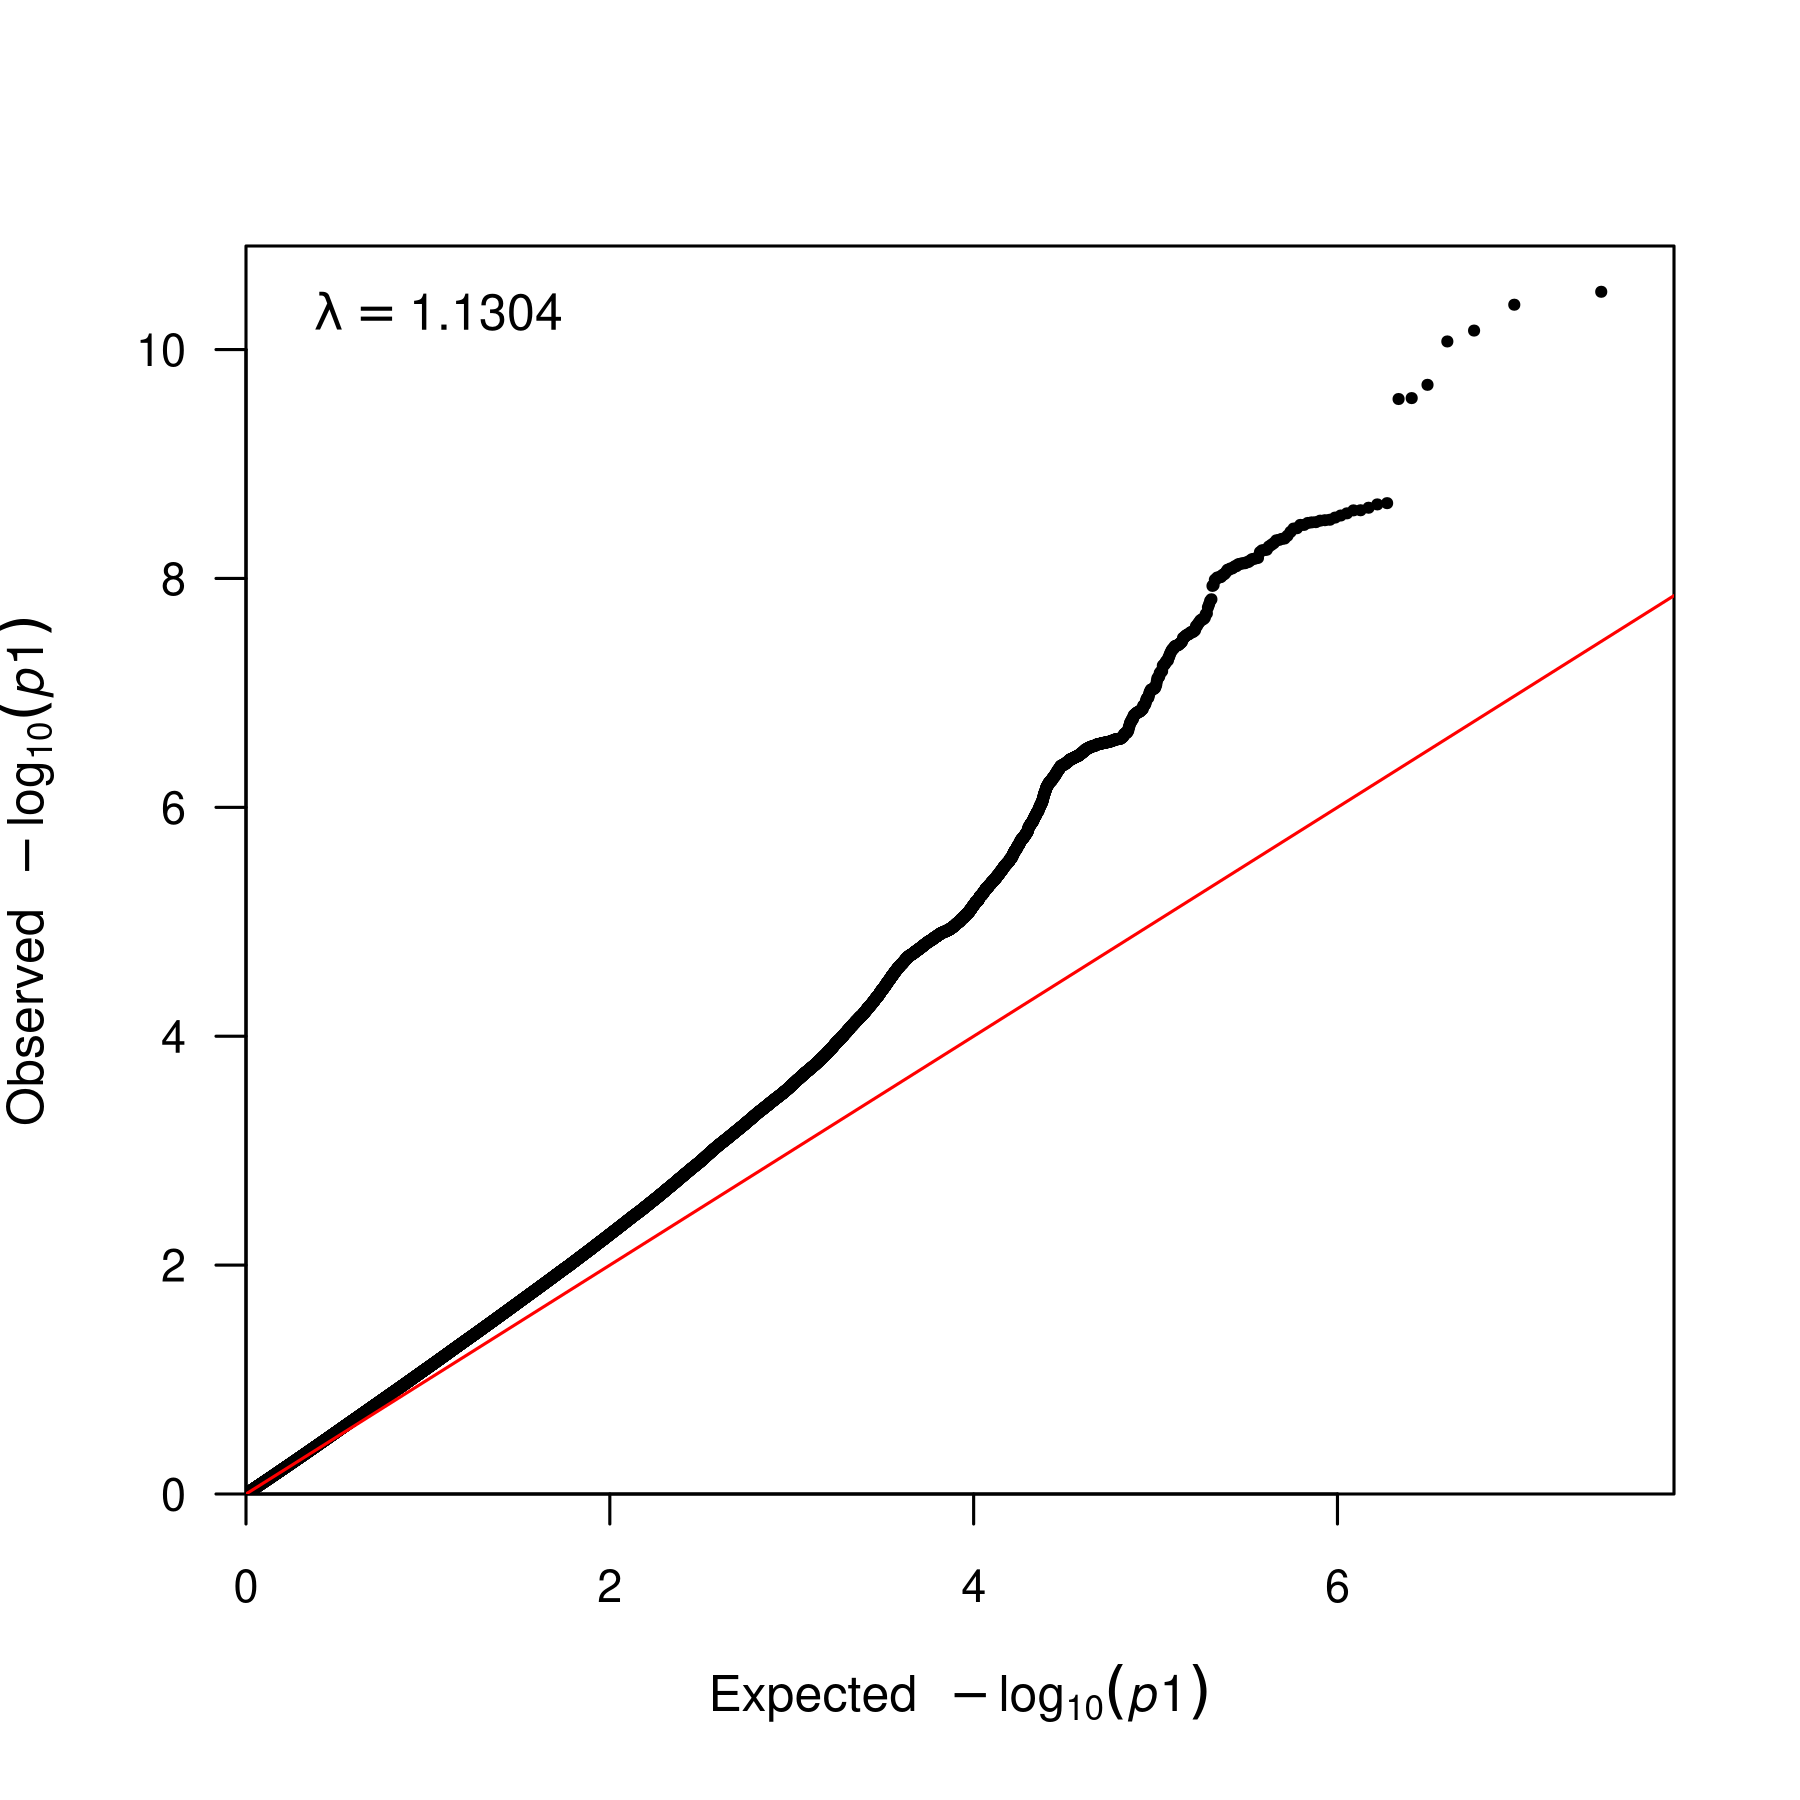 λ = 1.1304
10
8
6
4
2
0
Observed −log₁₀(p1)
0 2 4 6
Expected −log₁₀(p1)